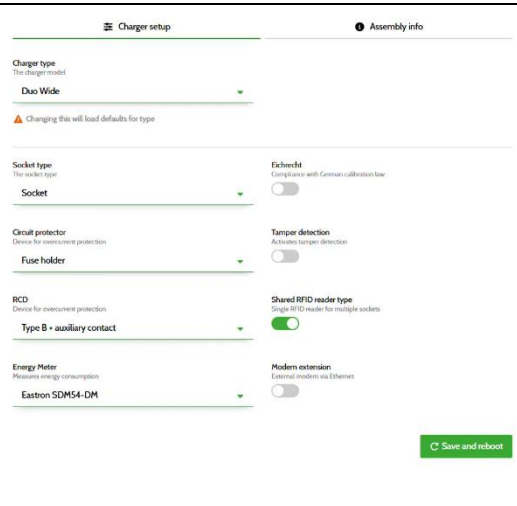 Charger setup
Assembly info
Charger type
The charger model
Duo Wide
Changing this will load defaults for type
Socket type
The socket type
Socket
Eichrecht
Compliance with German calibration law
Circuit protector
Device for overcurrent protection
Fuse holder
Tamper detection
Activates tamper detection
RCD
Device for overcurrent protection
Type B + auxiliary contact
Shared RFID reader type
Single RFID reader for multiple sockets
Energy Meter
Measures energy consumption
Eastron SDM54-DM
Modem extension
External modem via Ethernet
Save and reboot